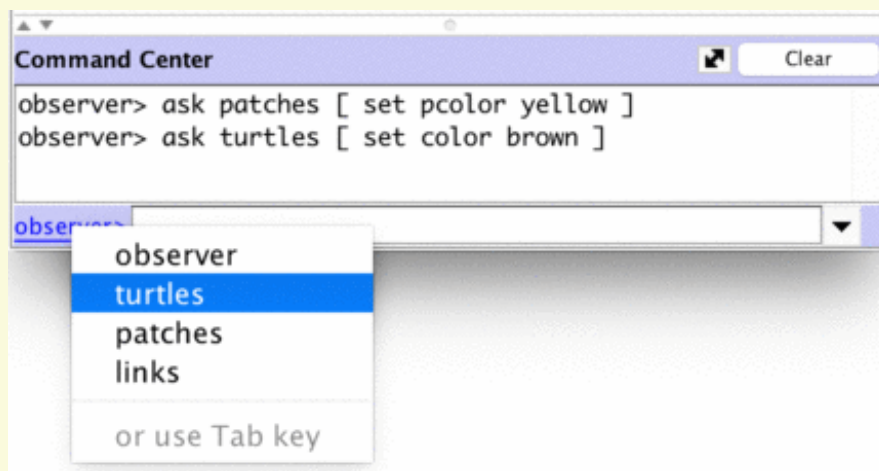 Command Center Clear
observer> ask patches [ set pcolor yellow ]
observer> ask turtles [ set color brown ]
observer>
observer
turtles
patches
links
or use Tab key